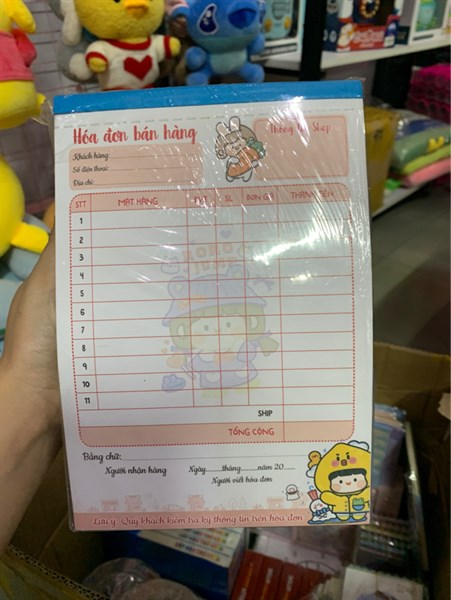 Hóa đơn bán hàng
Thông Tin Shop
Khách hàng:
Số điện thoại:
Địa chỉ:
STT MẶT HÀNG ĐVT SL ĐƠN GIÁ THÀNH TIỀN
1
2
3
4
5
6
7
8
9
10
11
SHIP
TỔNG CỘNG
Bằng chữ:
Người nhận hàng
Ngày......tháng......năm 20......
Người viết hóa đơn
Lưu ý: Quý khách kiểm tra kỹ thông tin trên hóa đơn